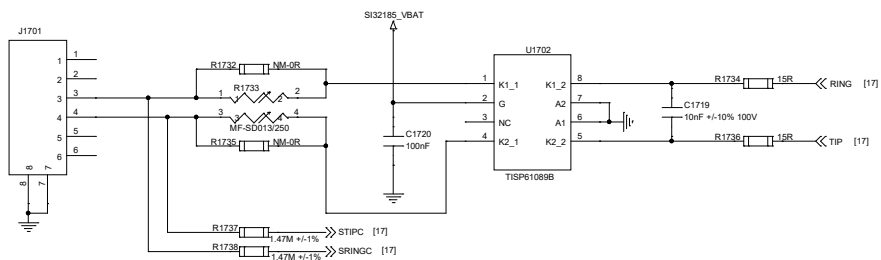 SI32185_VBAT
J1701
U1702
1
2
3
4
5
6
8
7
8
7
R1732
NM-0R
R1733
1
2
1
2
3
4
3
4
MF-SD013/250
R1735
NM-0R
C1720
100nF
1
2
3
4
K1_1
G
NC
K2_1
K1_2
A2
A1
K2_2
8
7
6
5
TISP61089B
R1734
15R
RING
[17]
C1719
10nF +/-10% 100V
R1736
15R
TIP
[17]
R1737
1.47M +/-1%
STIPC
[17]
R1738
1.47M +/-1%
SRINGC
[17]